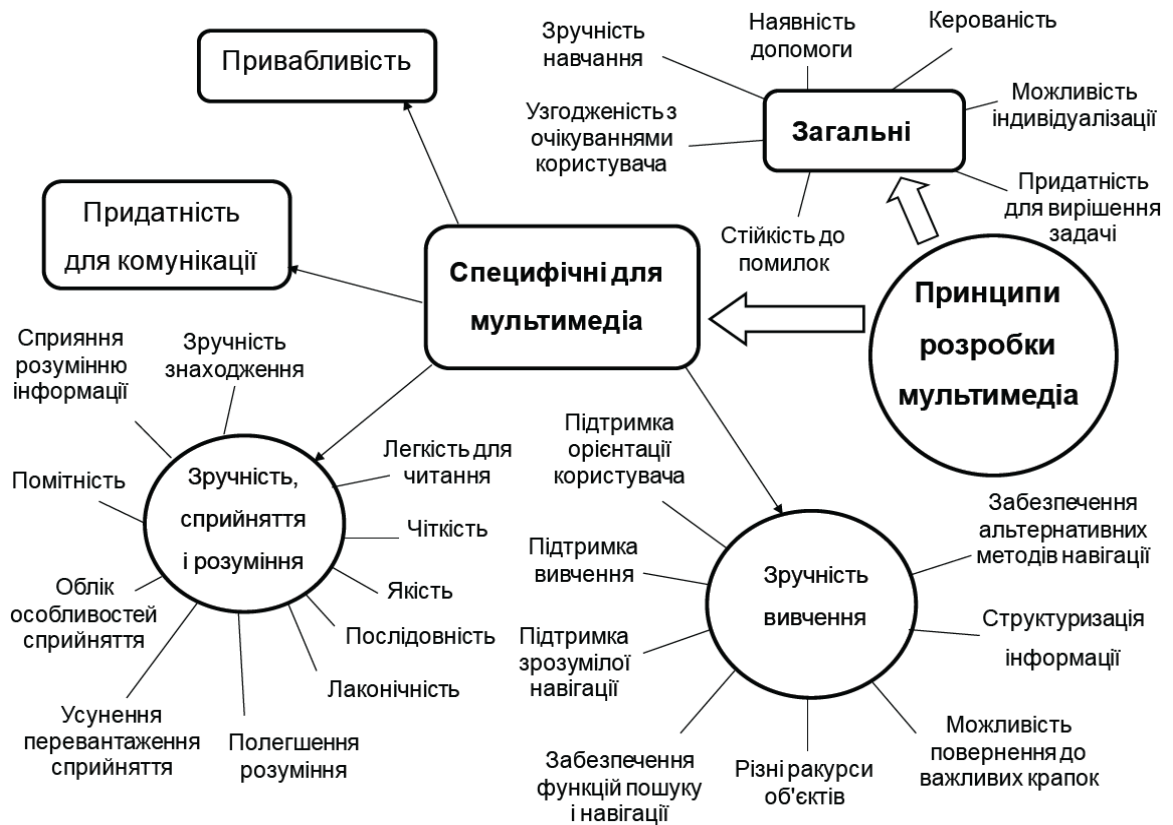 Привабливість
Зручність
навчання
Наявність
допомоги
Керованість
Узгодженість з
очікуваннями
користувача
Загальні
Можливість
індивідуалізації
Стійкість до
помилок
Придатність
для вирішення
задачі
Придатність
для комунікації
Специфічні для
мультимедіа
Принципи
розробки
мультимедіа
Сприяння
розумінню
інформації
Зручність
знаходження
Помітність
Зручність,
сприйняття
і розуміння
Легкість для
читання
Чіткість
Якість
Послідовність
Лаконічність
Облік
особливостей
сприйняття
Усунення
перевантаження
сприйняття
Полегшення
розуміння
Підтримка
орієнтації
користувача
Підтримка
вивчення
Підтримка
зрозумілої
навігації
Зручність
вивчення
Забезпечення
альтернативних
методів навігації
Структуризація
інформації
Можливість
повернення до
важливих крапок
Різні ракурси
об'єктів
Забезпечення
функцій пошуку
і навігації